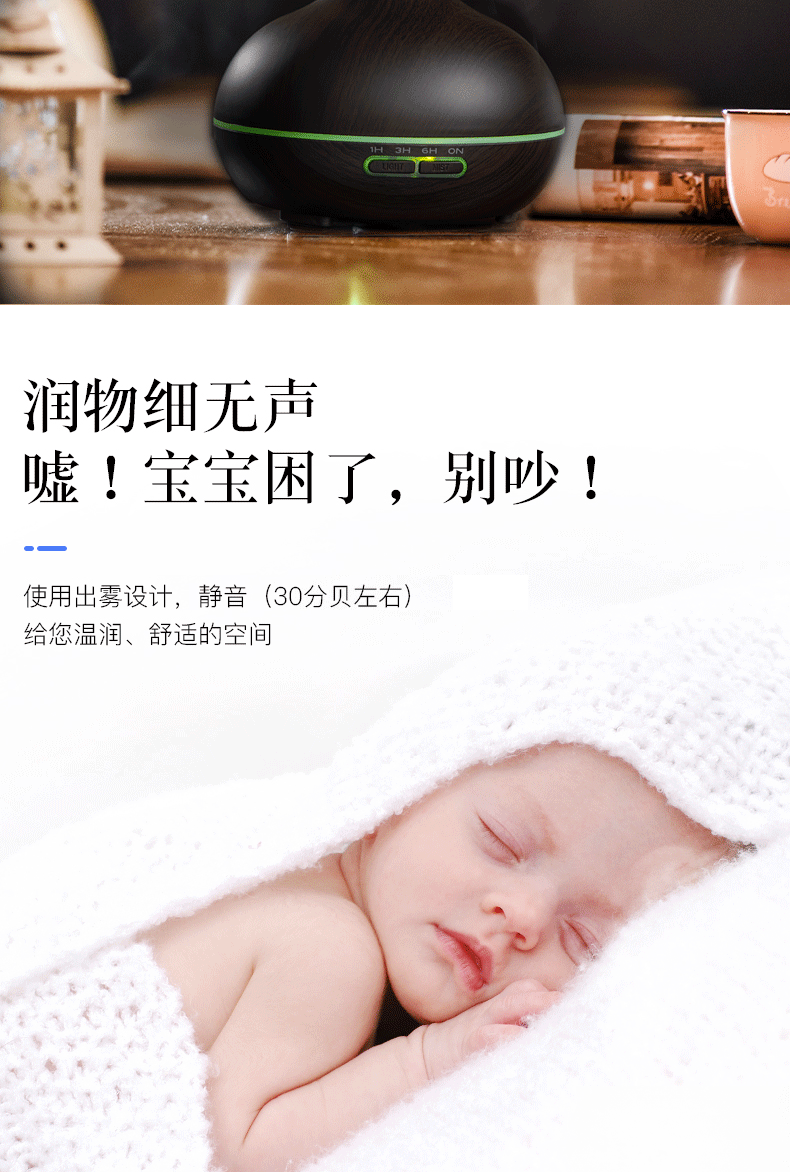 1H 3H 6H ON
LIGHT
润物细无声
嘘！宝宝困了，别吵！
使用出雾设计，静音（30分贝左右）
给您温润、舒适的空间